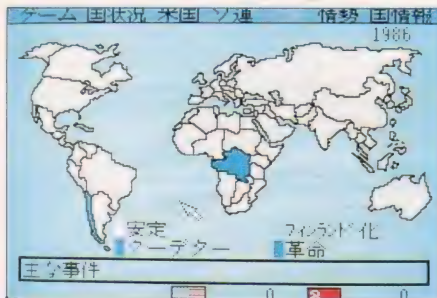 ゲーム 国状況 米国 ソ連 情勢 国情報
1986
安定 フィンランド化
クーデター 革命
主な事件
0 0